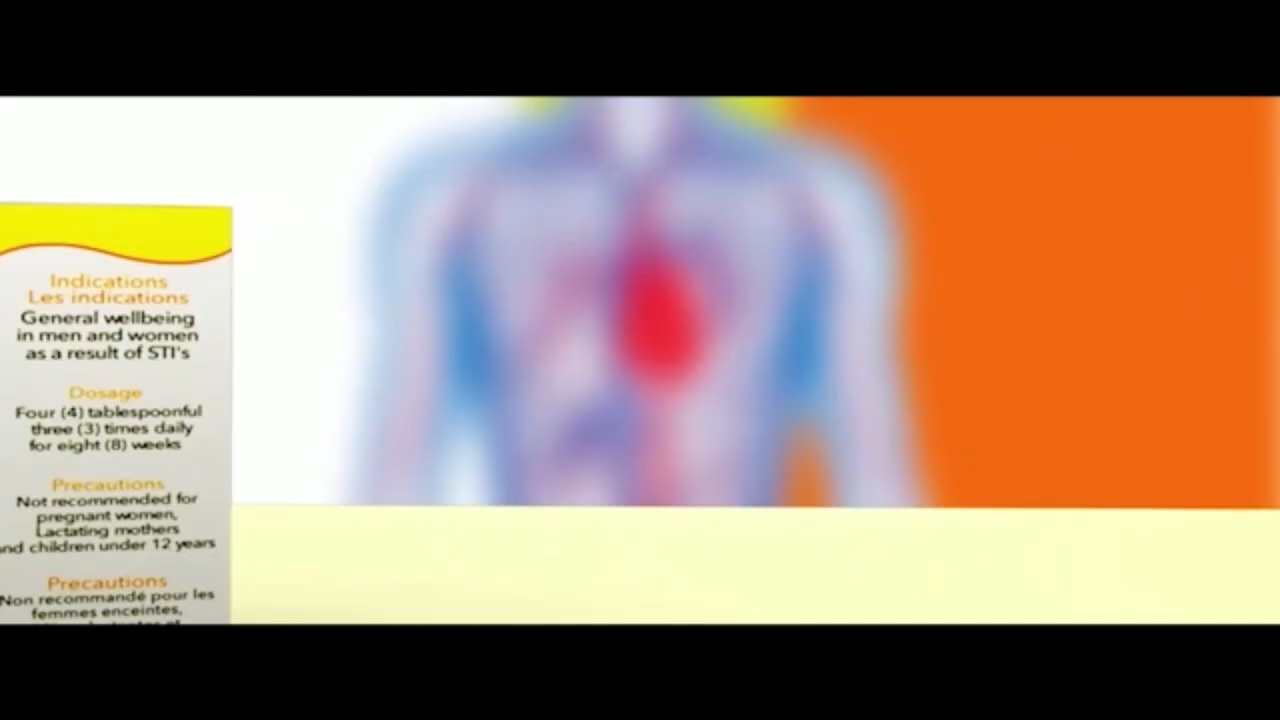 Indications
Les indications
General wellbeing
in men and women
as a result of STI's
Dosage
Four (4) tablespoonful
three (3) times daily
for eight (8) weeks
Precautions
Not recommended for
pregnant women,
Lactating mothers
nd children under 12 years
Precautions
Non recommandé pour les
femmes enceintes,